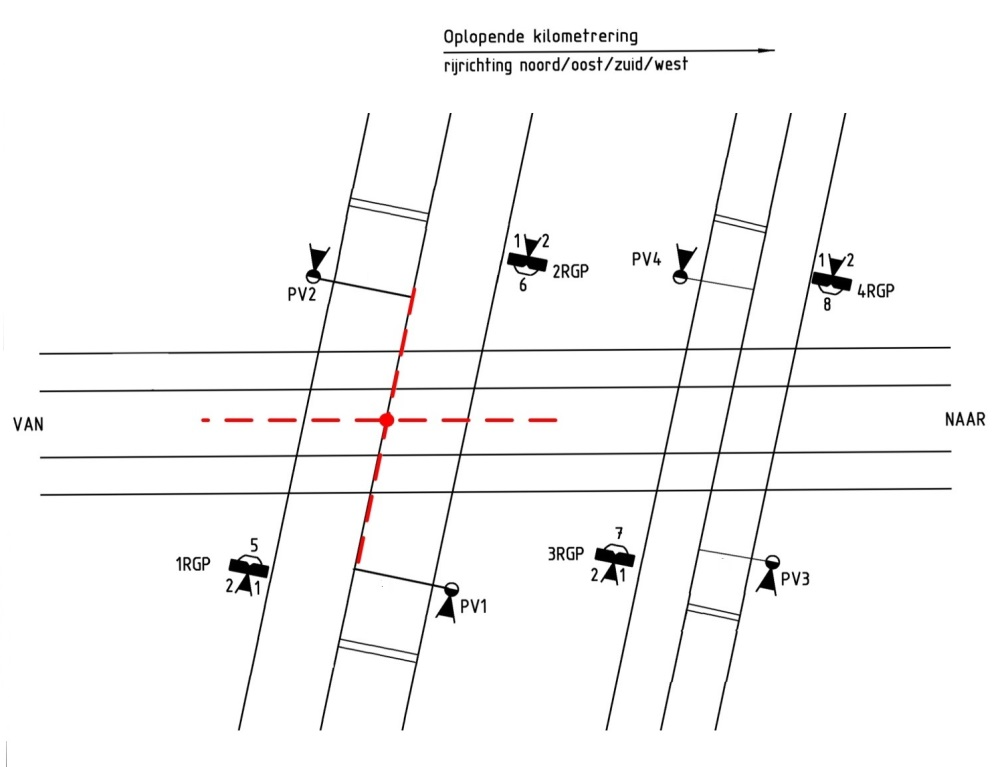 Oplopende kilometrering
rijrichting noord/oost/zuid/west
1 2
2RGP
6
PV2
PV4
1 2
4RGP
8
VAN
NAAR
5
1RGP
2 1
PV1
7
3RGP
2 1
PV3